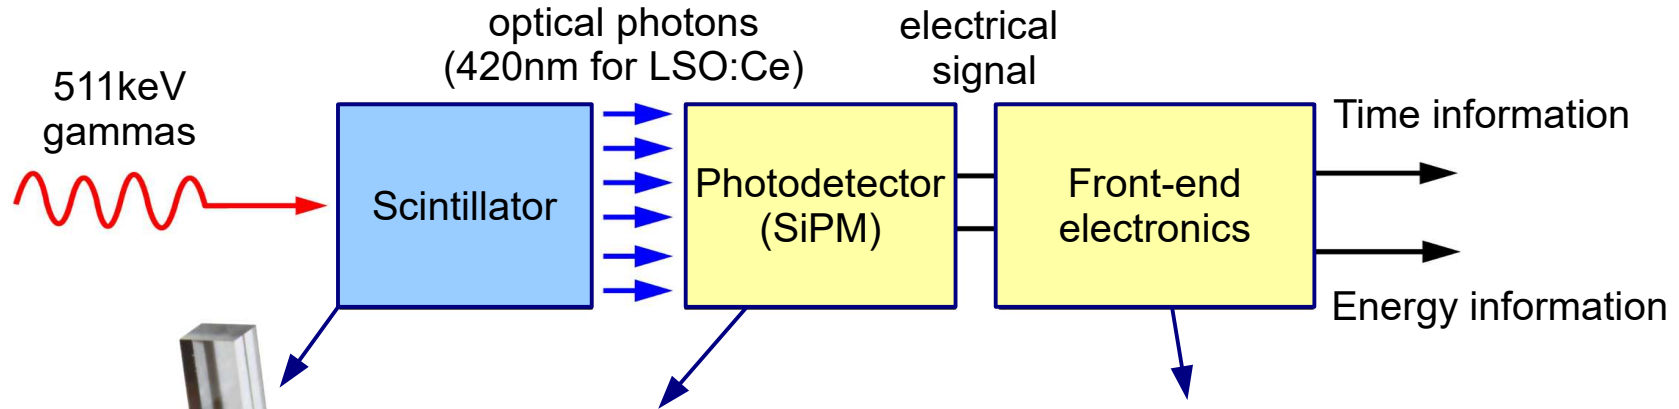 optical photons
(420nm for LSO:Ce)
electrical
signal
511keV
gammas
Scintillator
Photodetector
(SiPM)
Front-end
electronics
Time information
Energy information